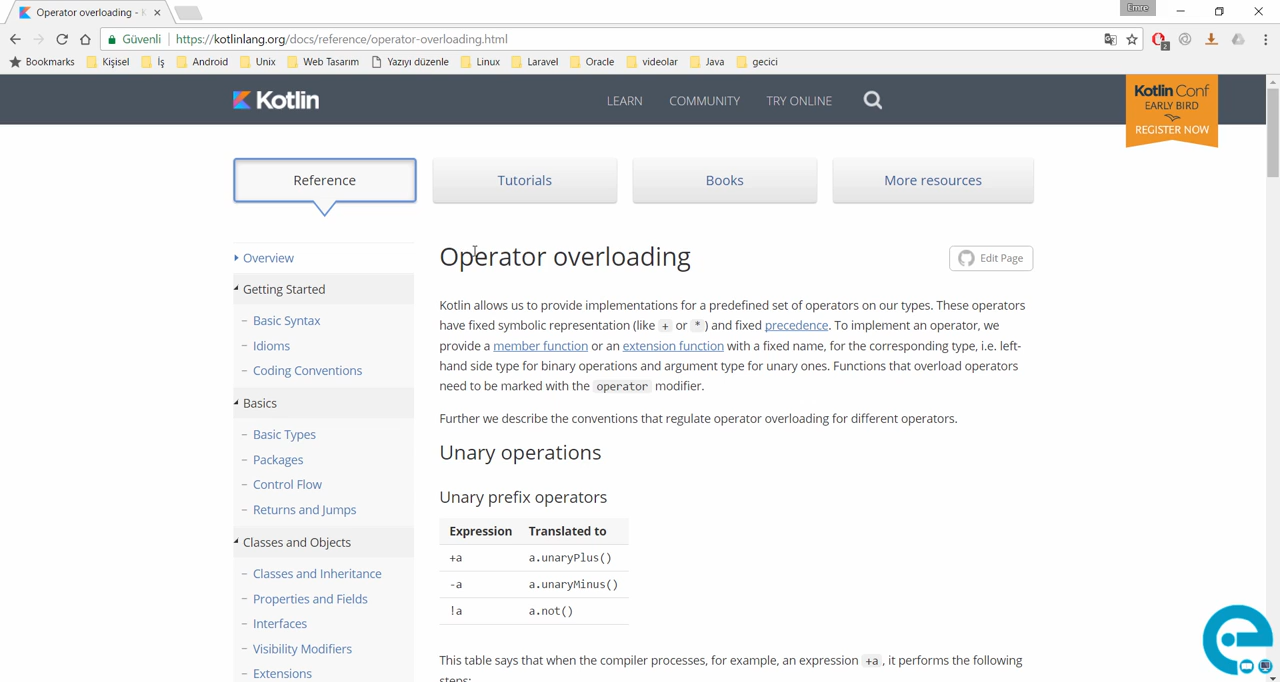 Operator overloading - K
Emre
Güvenli
https://kotlinlang.org/docs/reference/operator-overloading.html
2
Bookmarks Kişisel İş Android Unix Web Tasarım Yazıyı düzenle Linux Laravel Oracle videolar Java gecici
Kotlin
LEARN COMMUNITY TRY ONLINE
Kotlin Conf
EARLY BIRD
REGISTER NOW
Reference Tutorials Books More resources
Overview
Getting Started
– Basic Syntax
– Idioms
– Coding Conventions
Basics
– Basic Types
– Packages
– Control Flow
– Returns and Jumps
Classes and Objects
– Classes and Inheritance
– Properties and Fields
– Interfaces
– Visibility Modifiers
– Extensions
Operator overloading
Edit Page
Kotlin allows us to provide implementations for a predefined set of operators on our types. These operators
have fixed symbolic representation (like + or *) and fixed precedence. To implement an operator, we
provide a member function or an extension function with a fixed name, for the corresponding type, i.e. left-
hand side type for binary operations and argument type for unary ones. Functions that overload operators
need to be marked with the operator modifier.
Further we describe the conventions that regulate operator overloading for different operators.
Unary operations
Unary prefix operators
Expression Translated to
+a a.unaryPlus()
-a a.unaryMinus()
!a a.not()
This table says that when the compiler processes, for example, an expression +a, it performs the following
steps: